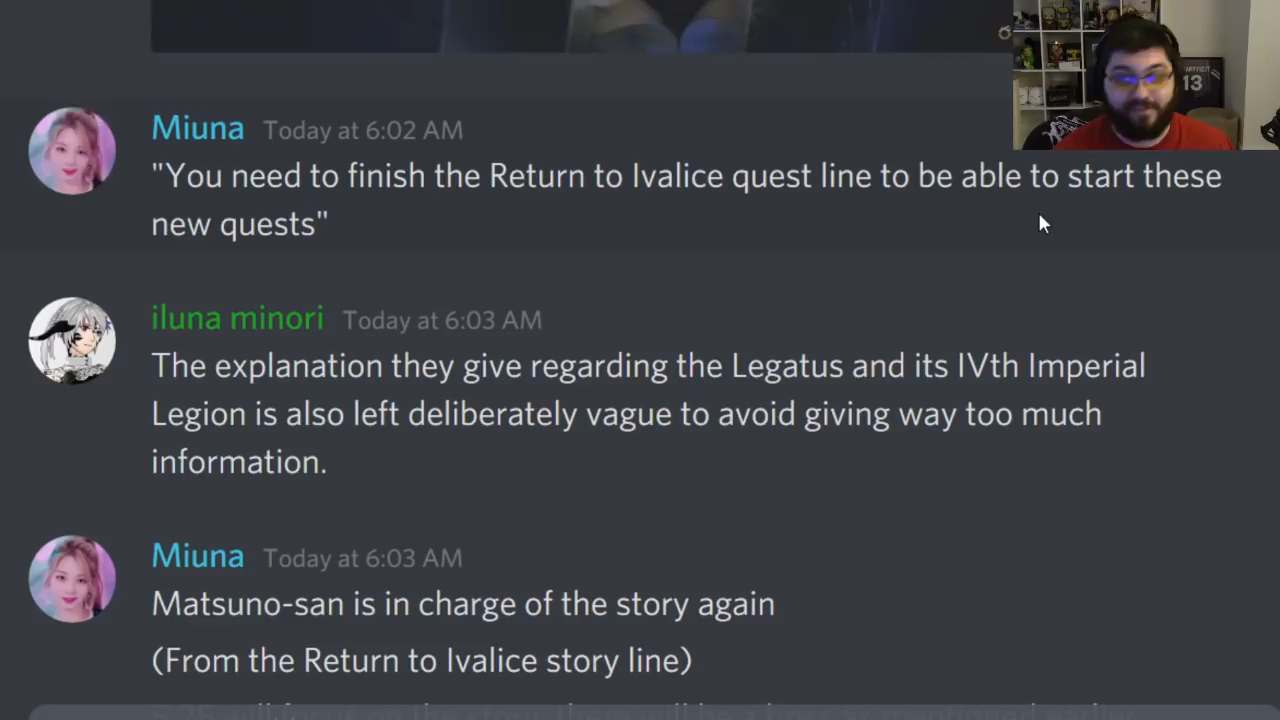 Miuna Today at 6:02 AM
"You need to finish the Return to Ivalice quest line to be able to start these
new quests"
iluna minori Today at 6:03 AM
The explanation they give regarding the Legatus and its IVth Imperial
Legion is also left deliberately vague to avoid giving way too much
information.
Miuna Today at 6:03 AM
Matsuno-san is in charge of the story again
(From the Return to Ivalice story line)
13